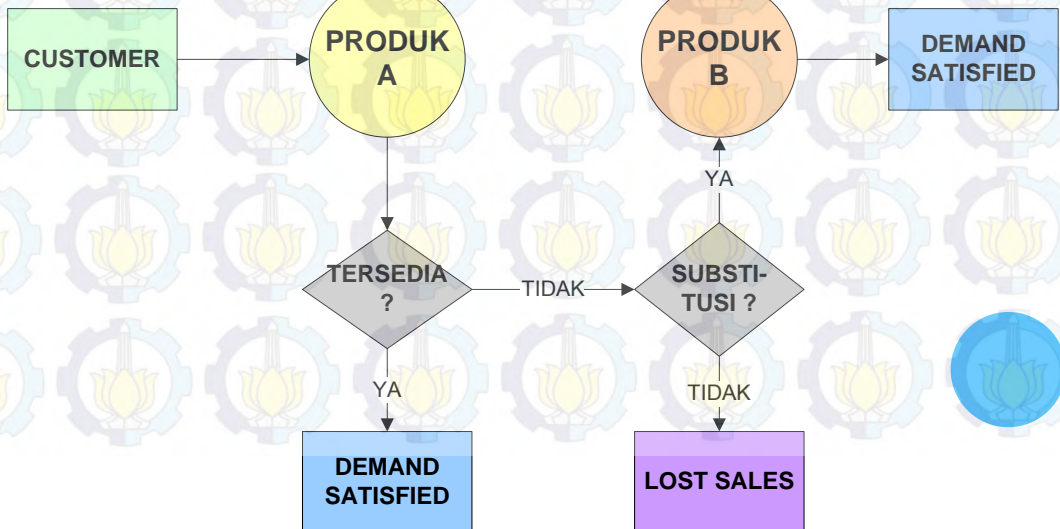 CUSTOMER
PRODUK
A
PRODUK
B
DEMAND
SATISFIED
YA
TERSEDIA
?
TIDAK
SUBSTI-
TUSI ?
YA
TIDAK
DEMAND
SATISFIED
LOST SALES